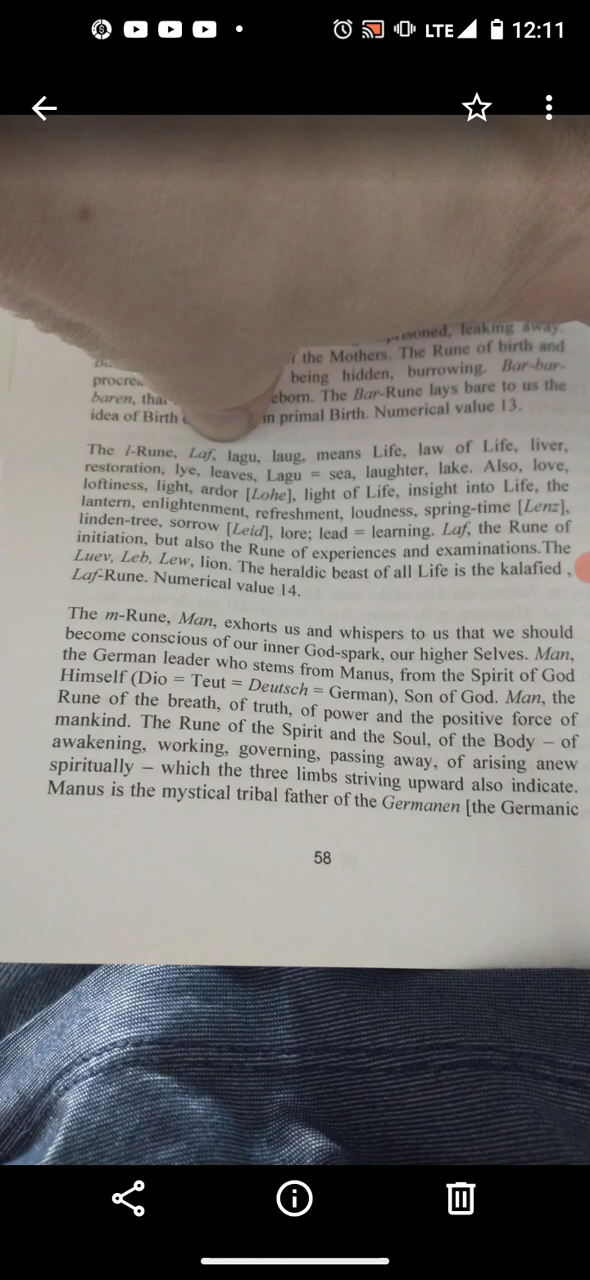 LTE 12:11
prisoned, leaking away.
the Mothers. The Rune of birth and
being hidden, burrowing. Bar-bar-
baren, eborn. The Bar-Rune lays bare to us the
idea of Birth in primal Birth. Numerical value 13.
The l-Rune, Laf, lagu, laug, means Life, law of Life, liver,
restoration, lye, leaves, Lagu = sea, laughter, lake. Also, love,
loftiness, light, ardor [Lohe], light of Life, insight into Life, the
lantern, enlightenment, refreshment, loudness, spring-time [Lenz],
linden-tree, sorrow [Leid], lore; lead = learning. Laf, the Rune of
initiation, but also the Rune of experiences and examinations.The
Luev, Leb, Lew, lion. The heraldic beast of all Life is the kalafied ,
Laf-Rune. Numerical value 14.
The m-Rune, Man, exhorts us and whispers to us that we should
become conscious of our inner God-spark, our higher Selves. Man,
the German leader who stems from Manus, from the Spirit of God
Himself (Dio = Teut = Deutsch = German), Son of God. Man, the
Rune of the breath, of truth, of power and the positive force of
mankind. The Rune of the Spirit and the Soul, of the Body – of
awakening, working, governing, passing away, of arising anew
spiritually – which the three limbs striving upward also indicate.
Manus is the mystical tribal father of the Germanen [the Germanic
58